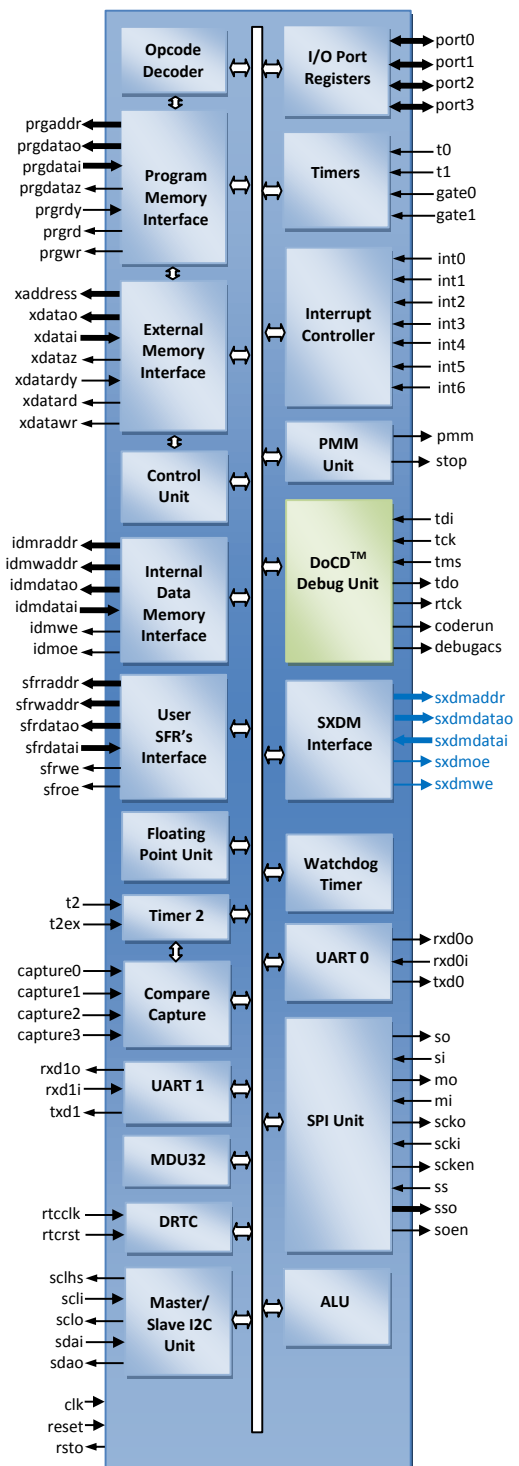 Opcode
Decoder
prgaddr
prgdatao
prgdatai
prgdataz
prgrdy
prgrd
prgwr
Program
Memory
Interface
xaddress
xdatao
xdatai
xdataz
xdatardy
xdatard
xdatawr
External
Memory
Interface
Control
Unit
idmraddr
idmwaddr
idmdatao
idmdatai
idmwe
idmoe
Internal
Data
Memory
Interface
sfrraddr
sfrwaddr
sfrdatao
sfrdatai
sfrwe
sfroe
User
SFR's
Interface
Floating
Point Unit
t2
t2ex
Timer 2
capture0
capture1
capture2
capture3
Compare
Capture
rxd1o
rxd1i
txd1
UART 1
MDU32
rtcclk
rtcrst
DRTC
sclhs
scli
sclo
sdai
sdao
Master/
Slave I2C
Unit
clk
reset
rsto
I/O Port
Registers
port0
port1
port2
port3
Timers
t0
t1
gate0
gate1
Interrupt
Controller
int0
int1
int2
int3
int4
int5
int6
PMM
Unit
pmm
stop
DoCD™
Debug Unit
tdi
tck
tms
tdo
rtck
coderun
debugacs
SXDM
Interface
sxdmaddr
sxdmdatao
sxdmdatai
sxdmoe
sxdmwe
Watchdog
Timer
UART 0
rxd0o
rxd0i
txd0
SPI Unit
so
si
mo
mi
scko
scki
scken
ss
sso
soen
ALU